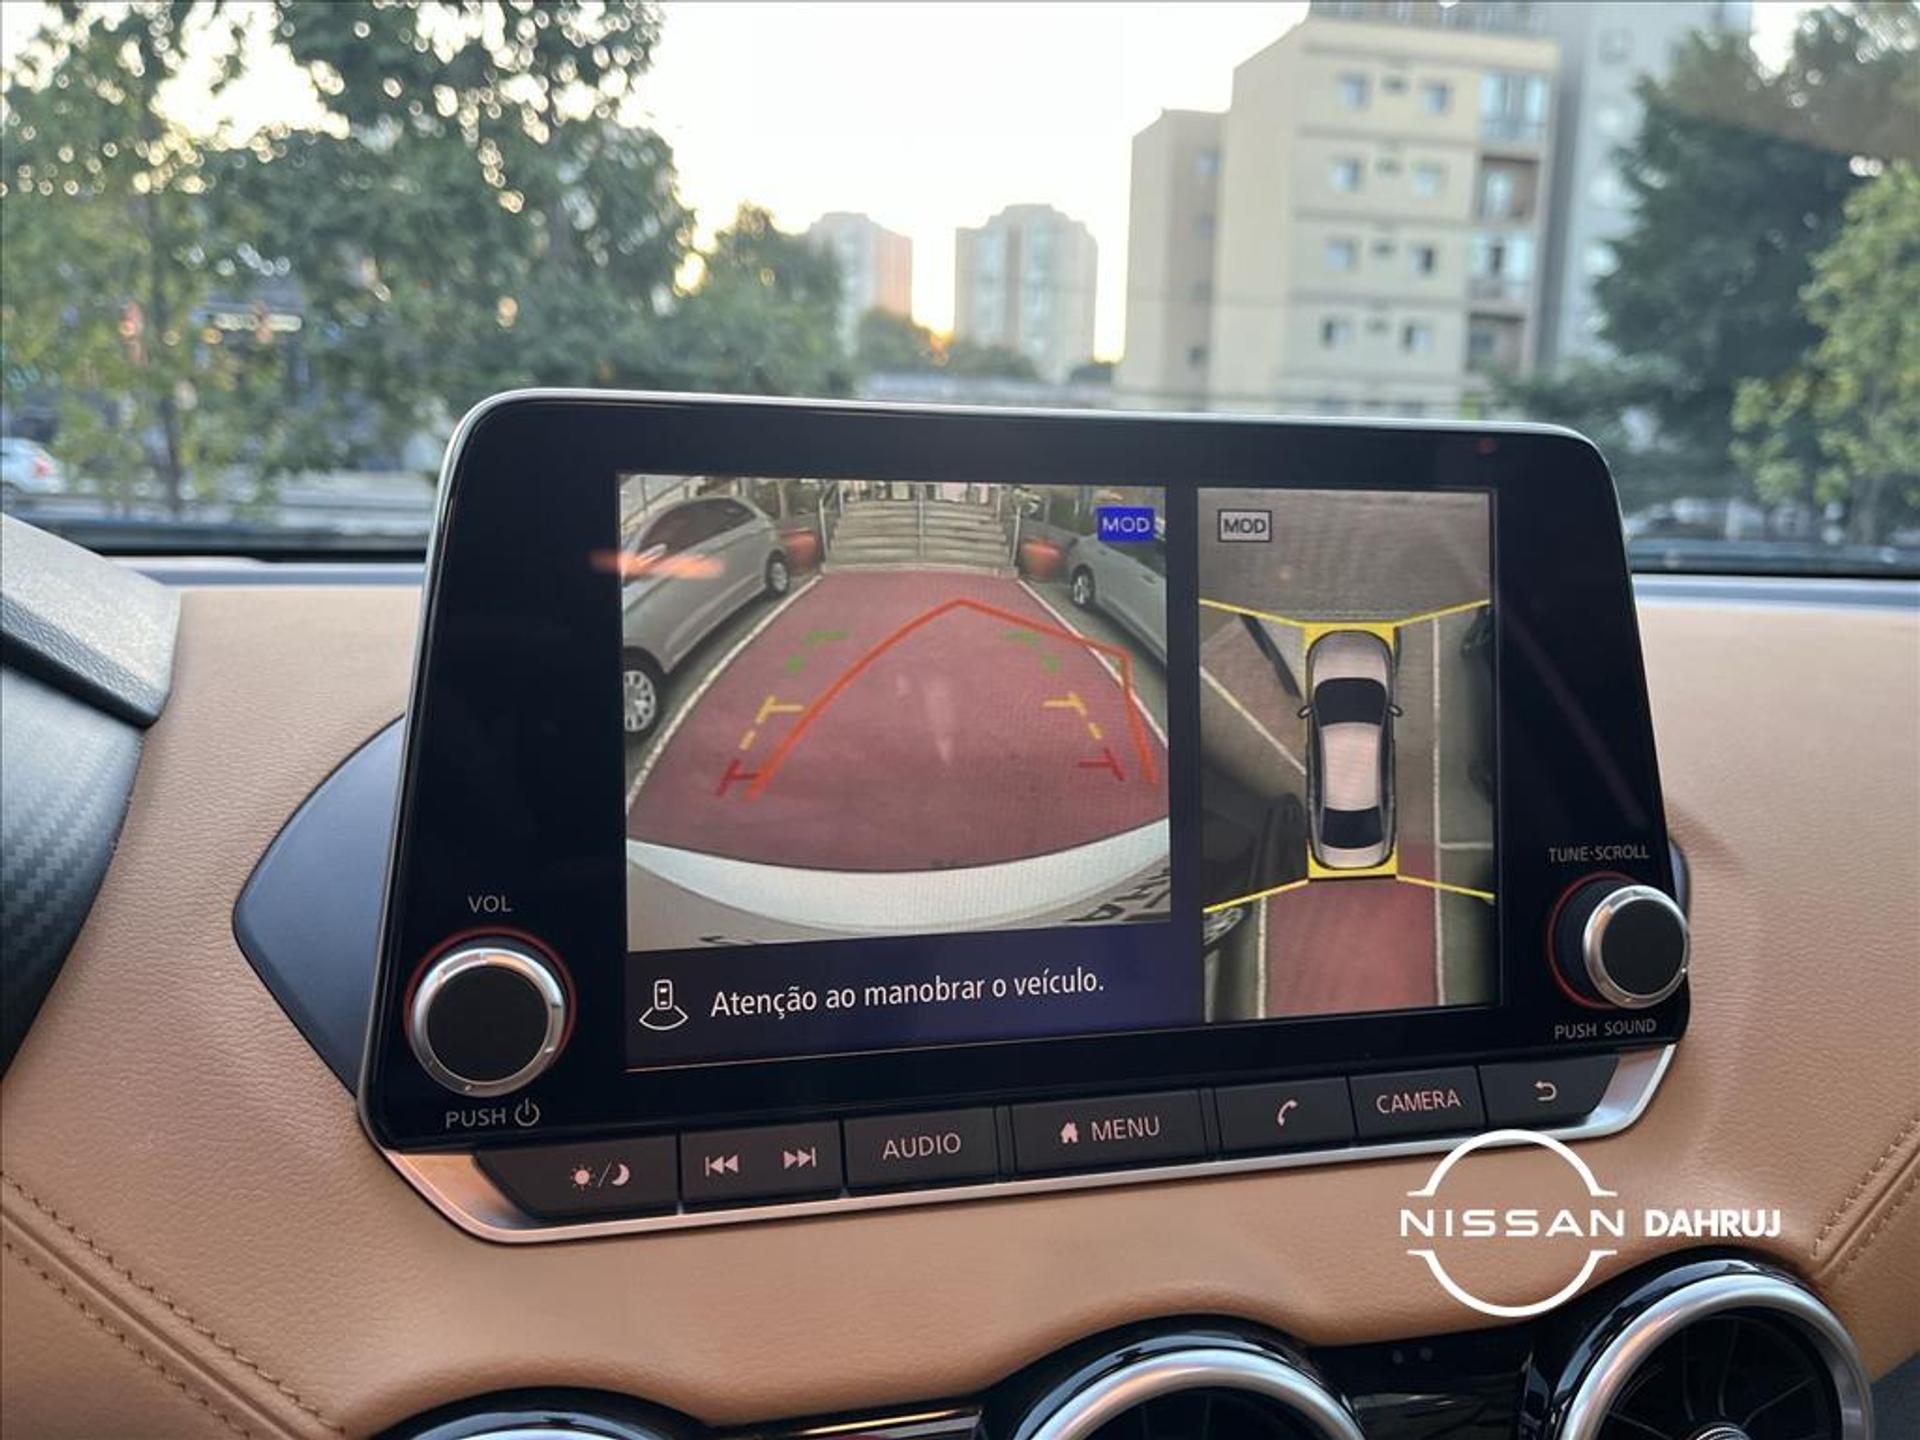 MOD
MOD
Atenção ao manobrar o veículo.
VOL
PUSH
TUNE·SCROLL
PUSH SOUND
AUDIO
MENU
CAMERA
NISSAN DAHRUJ